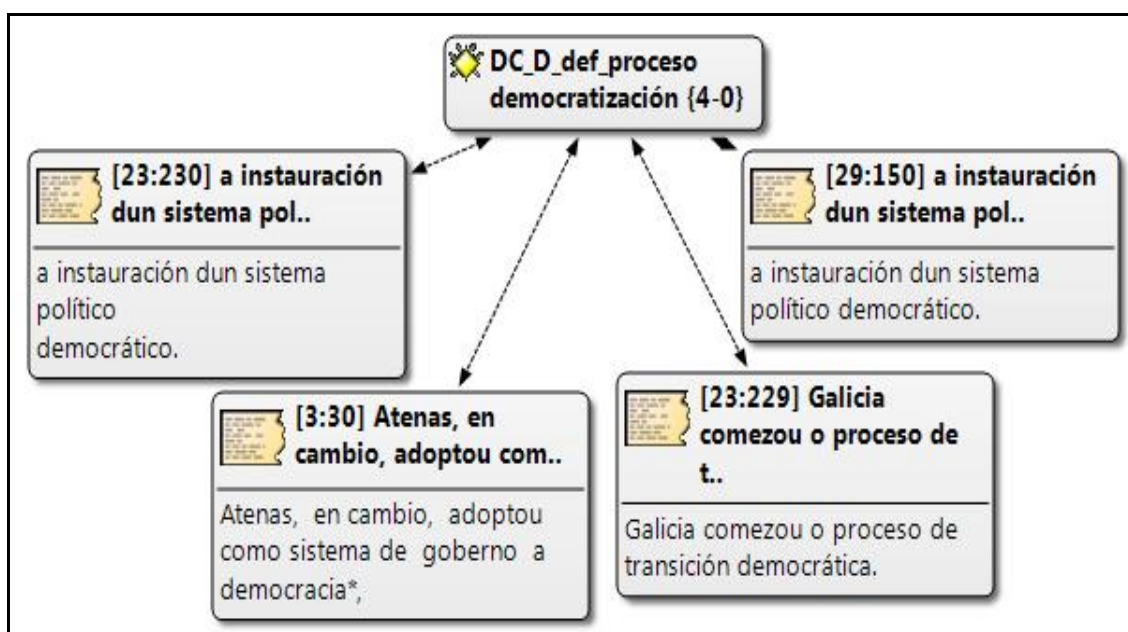 DC_D_def_proceso
democratización {4-0}
[23:230] a instauración
dun sistema pol..
a instauración dun sistema
político
democrático.
[29:150] a instauración
dun sistema pol..
a instauración dun sistema
político democrático.
[3:30] Atenas, en
cambio, adoptou com..
Atenas, en cambio, adoptou
como sistema de goberno a
democracia*,
[23:229] Galicia
comezou o proceso de
t..
Galicia comezou o proceso de
transición democrática.